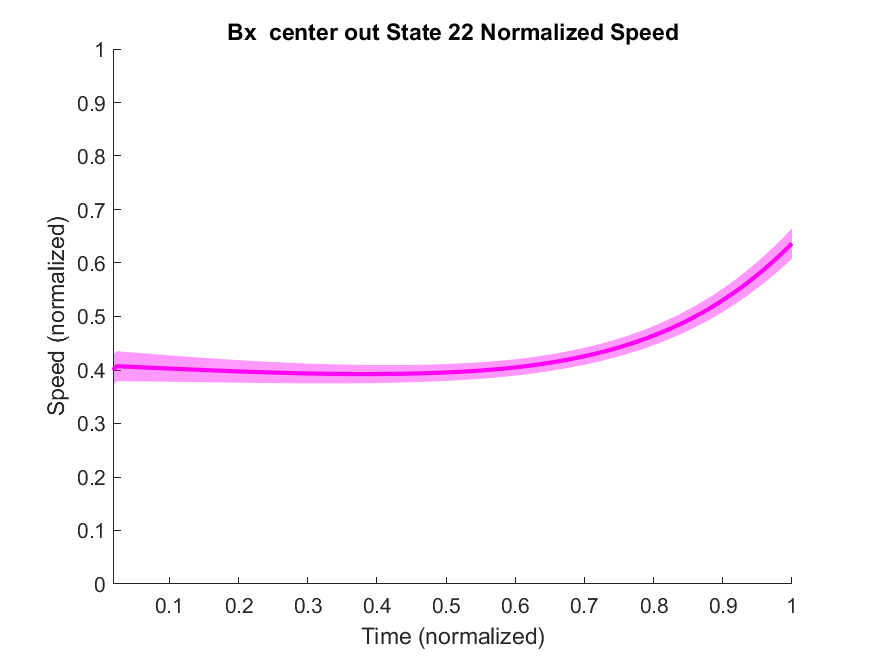 Bx  center out State 22 Normalized Speed
1
0.9
0.8
0.7
0.6
0.5
0.4
0.3
0.2
0.1
0
Speed (normalized)
0.1 0.2 0.3 0.4 0.5 0.6 0.7 0.8 0.9 1
Time (normalized)